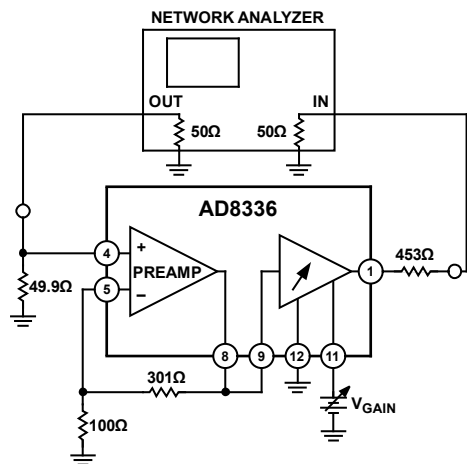 NETWORK ANALYZER
OUT
IN
50Ω
50Ω
AD8336
453Ω
4
+
PREAMP
1
49.9Ω
5
–
8
9
12
11
301Ω
100Ω
VGAIN